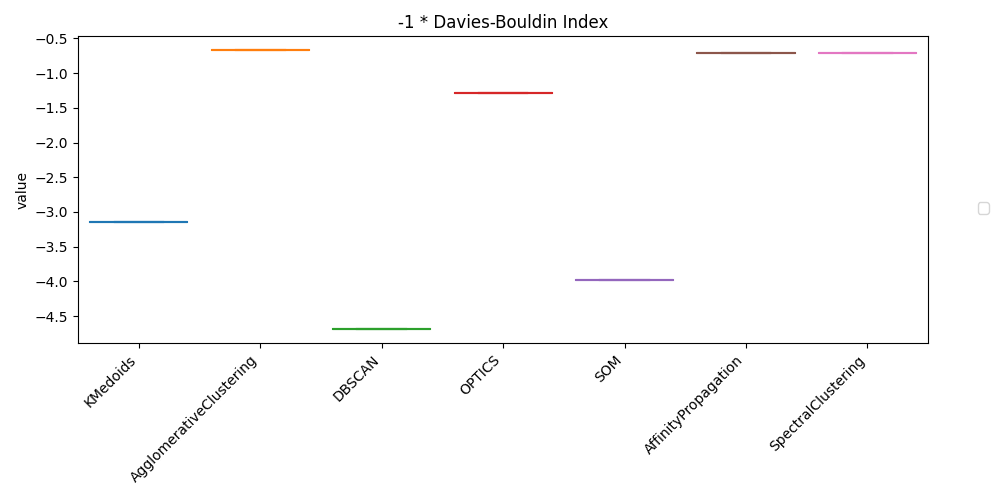 -1 * Davies-Bouldin Index
value
−0.5
−1.0
−1.5
−2.0
−2.5
−3.0
−3.5
−4.0
−4.5
KMedoids
AgglomerativeClustering
DBSCAN
OPTICS
SOM
AffinityPropagation
SpectralClustering